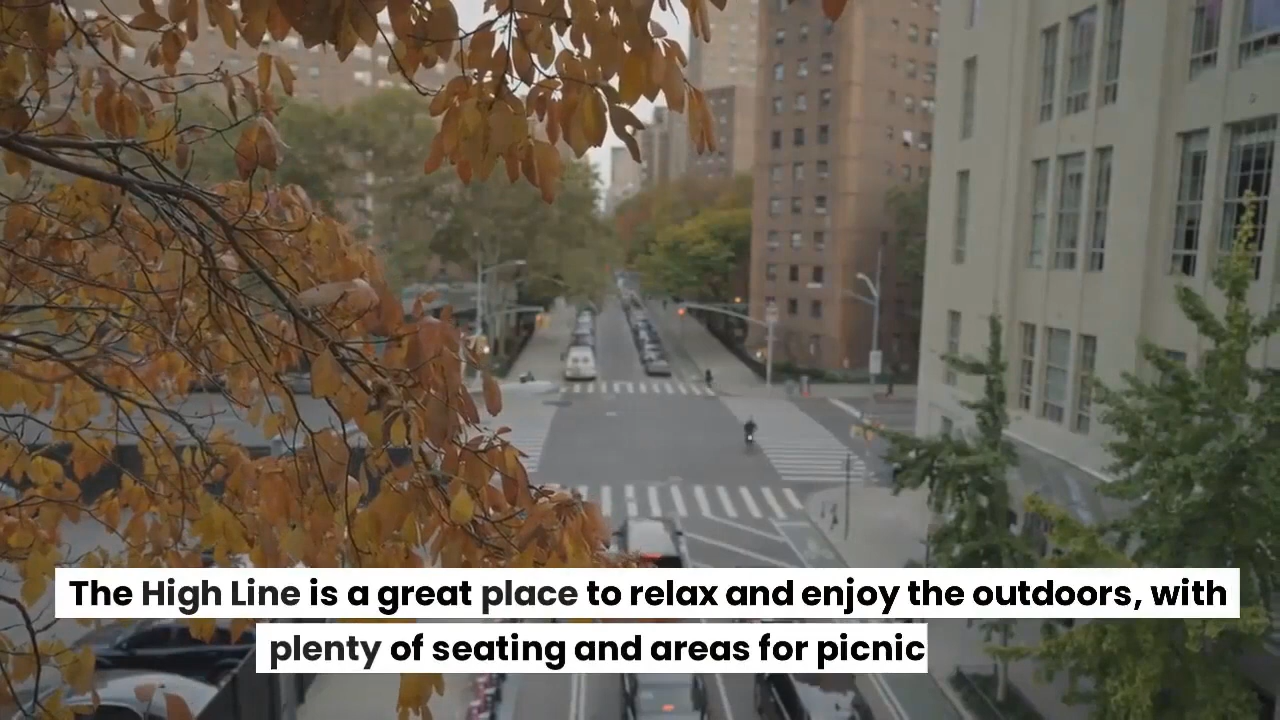 The High Line is a great place to relax and enjoy the outdoors, with
plenty of seating and areas for picnic